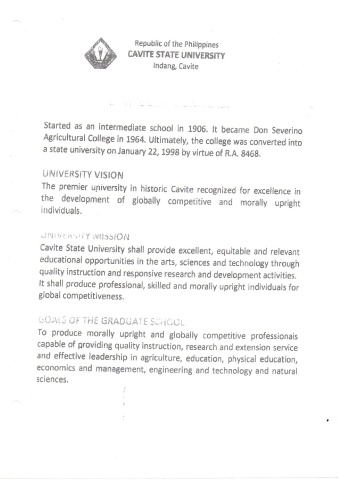 Republic of the Philippines
CAVITE STATE UNIVERSITY
Indang, Cavite
Started as an intermediate school in 1906. It became Don Severino
Agricultural College in 1964. Ultimately, the college was converted into
a state university on January 22, 1998 by virtue of R.A. 8468.
UNIVERSITY VISION
The premier university in historic Cavite recognized for excellence in
the development of globally competitive and morally upright
individuals.
UNIVERSITY MISSION
Cavite State University shall provide excellent, equitable and relevant
educational opportunities in the arts, sciences and technology through
quality instruction and responsive research and development activities.
It shall produce professional, skilled and morally upright individuals for
global competitiveness.
GOALS OF THE GRADUATE SCHOOL
To produce morally upright and globally competitive professionals
capable of providing quality instruction, research and extension service
and effective leadership in agriculture, education, physical education,
economics and management, engineering and technology and natural
sciences.